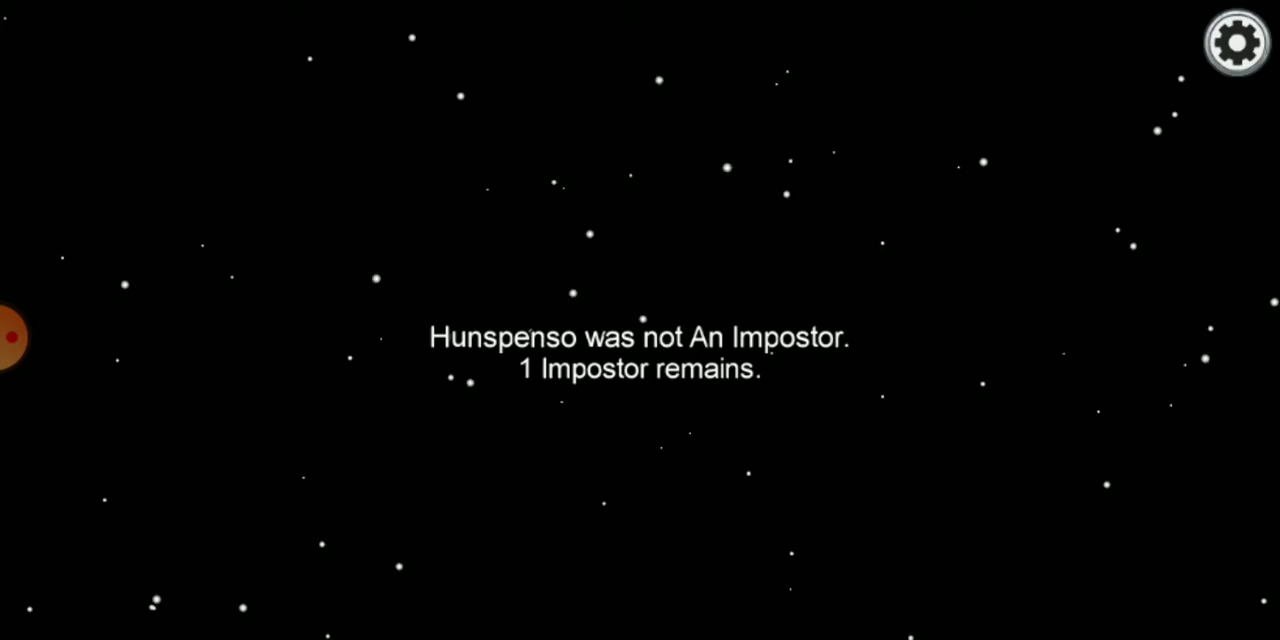 Hunspenso was not An Impostor.
1 Impostor remains.